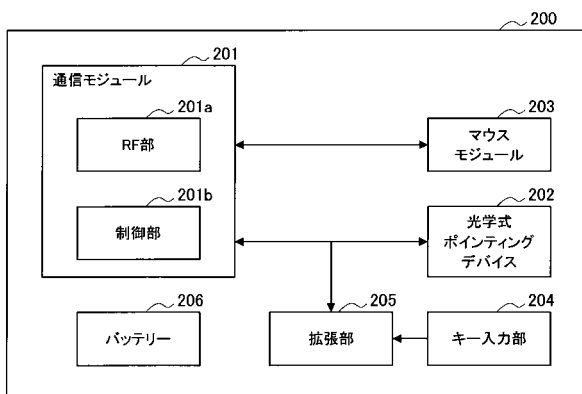 200
201
通信モジュール
201a
RF部
203
マウス
モジュール
201b
制御部
202
光学式
ポインティング
デバイス
206
バッテリー
205
拡張部
204
キー入力部